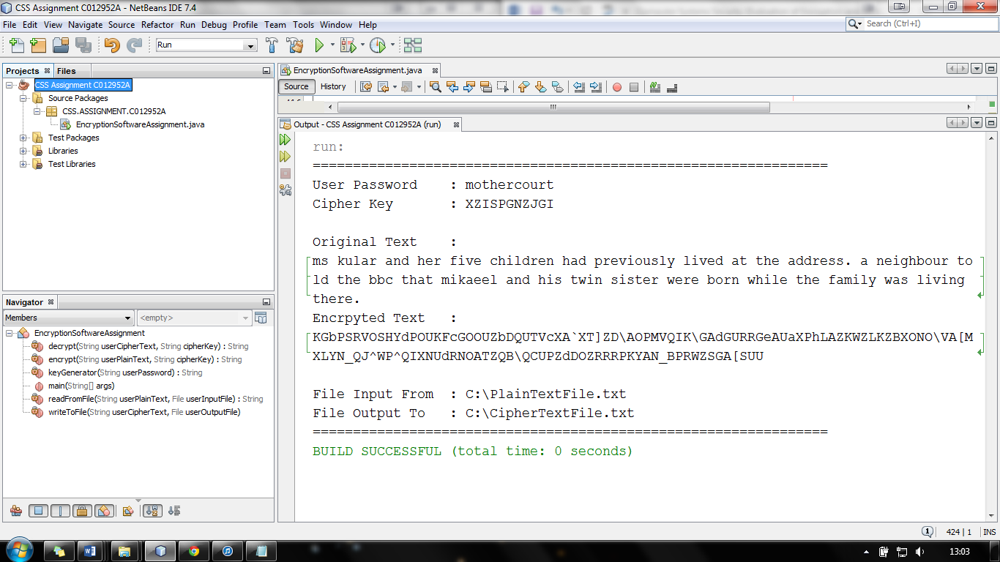 CSS Assignment C012952A - NetBeans IDE 7.4
File Edit View Navigate Source Refactor Run Debug Profile Team Tools Window Help
Search (Ctrl+I)
Run
Projects Files
CSS Assignment C012952A
Source Packages
CSS.ASSIGNMENT.C012952A
EncryptionSoftwareAssignment.java
Test Packages
Libraries
Test Libraries
Navigator
Members <empty>
EncryptionSoftwareAssignment
decrypt(String userCipherText, String cipherKey) : String
encrypt(String userPlainText, String cipherKey) : String
keyGenerator(String userPassword) : String
main(String[] args)
readFromFile(String userPlainText, File userInputFile) : String
writeToFile(String userCipherText, File userOutputFile)
EncryptionSoftwareAssignment.java
Source History
Output - CSS Assignment C012952A (run)
run:
================================================================
User Password : mothercourt
Cipher Key : XZISPGNZJGI
Original Text :
ms kular and her five children had previously lived at the address. a neighbour to
ld the bbc that mikaeel and his twin sister were born while the family was living
there.
Encrpyted Text :
KGbPSRVOSHYdPOUKFcGOOUZbDQUTVcXA`XT]ZD\AOPMVQIK\GAdGURRGeAUaXPhLAZKWZLKZBXONO\VA[M
XLYN_QJ^WP^QIXNUdRNOATZQB\QCUPZdDOZRRRPKYAN_BPRWZSGA[SUU
File Input From : C:\PlainTextFile.txt
File Output To : C:\CipherTextFile.txt
================================================================
BUILD SUCCESSFUL (total time: 0 seconds)
424 | 1 INS
13:03